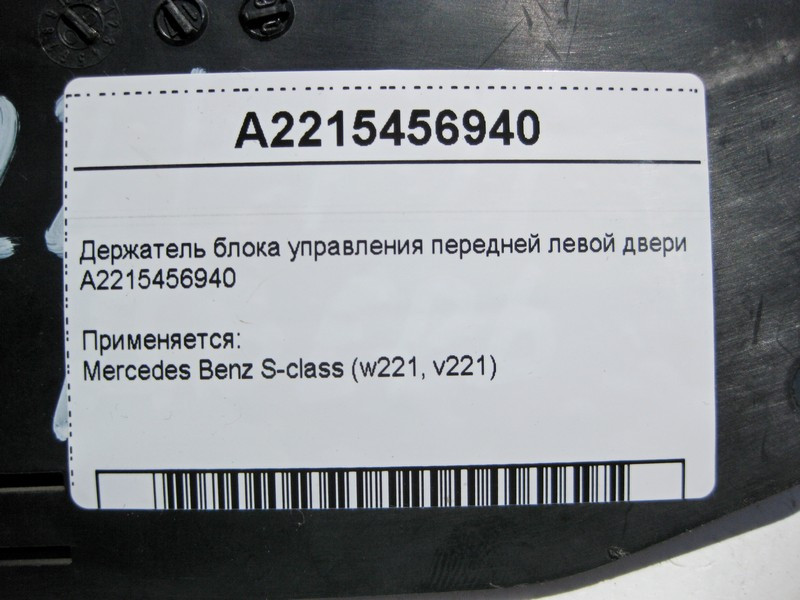 A2215456940
Держатель блока управления передней левой двери
A2215456940
Применяется:
Mercedes Benz S-class (w221, v221)